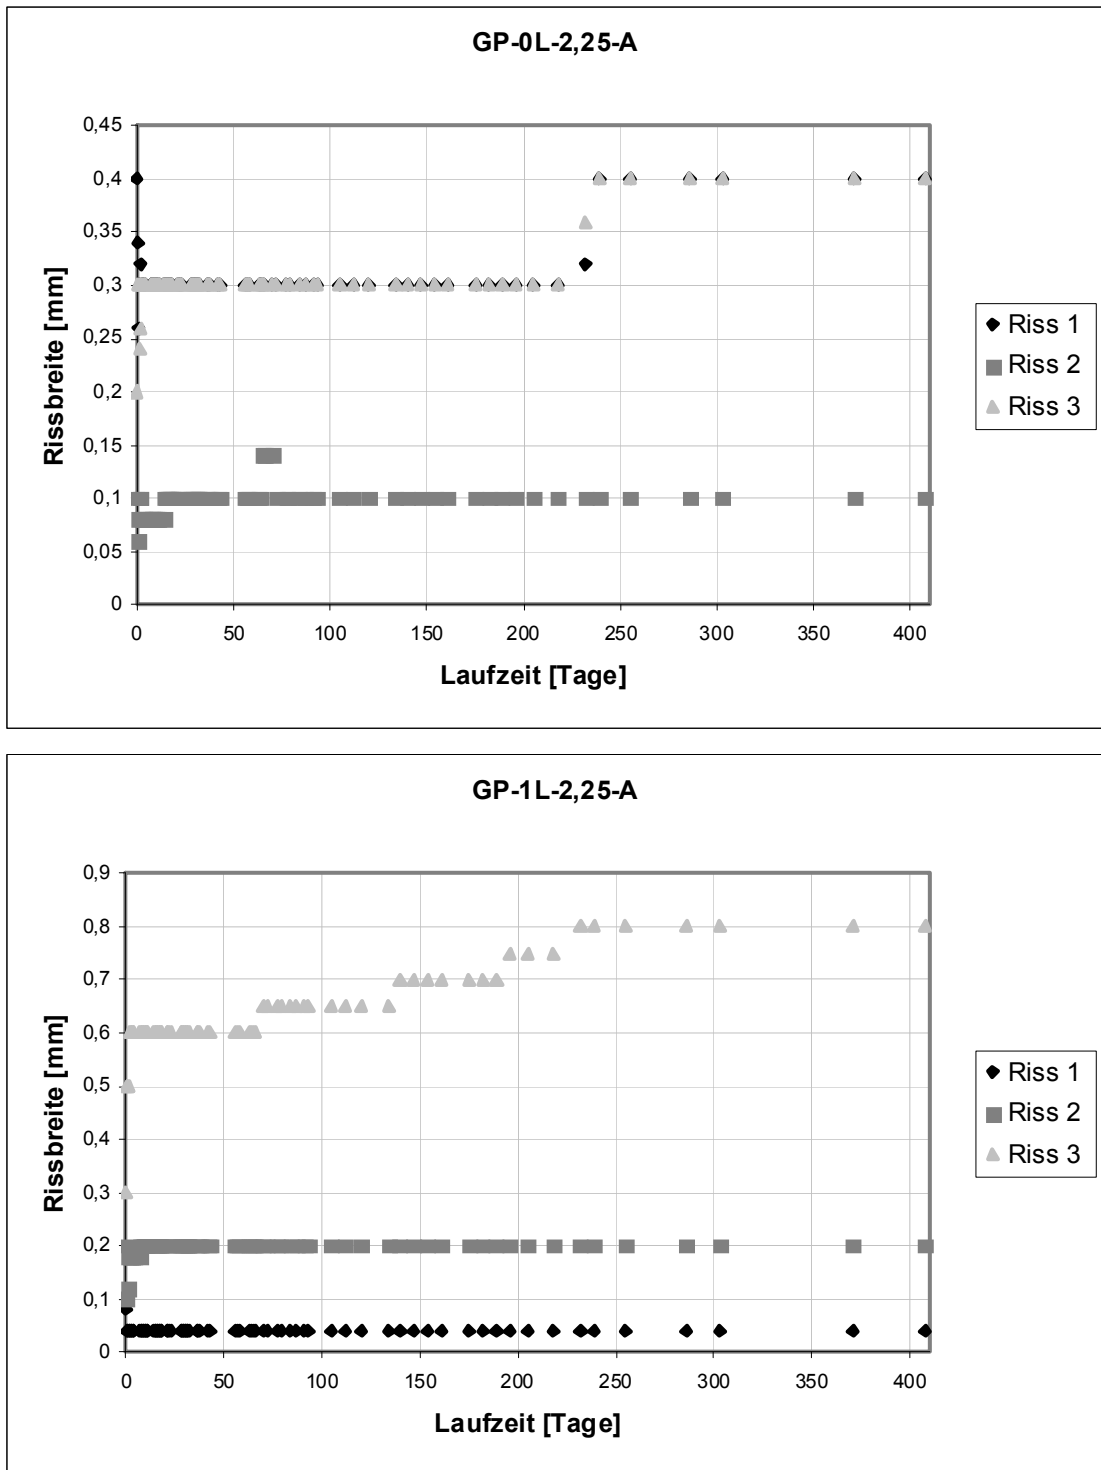 GP-0L-2,25-A
0,45
0,4
0,35
0,3
0,25
0,2
0,15
0,1
0,05
0
0 50 100 150 200 250 300 350 400
Rissbreite [mm]
Laufzeit [Tage]
Riss 1
Riss 2
Riss 3
GP-1L-2,25-A
0,9
0,8
0,7
0,6
0,5
0,4
0,3
0,2
0,1
0
0 50 100 150 200 250 300 350 400
Rissbreite [mm]
Laufzeit [Tage]
Riss 1
Riss 2
Riss 3